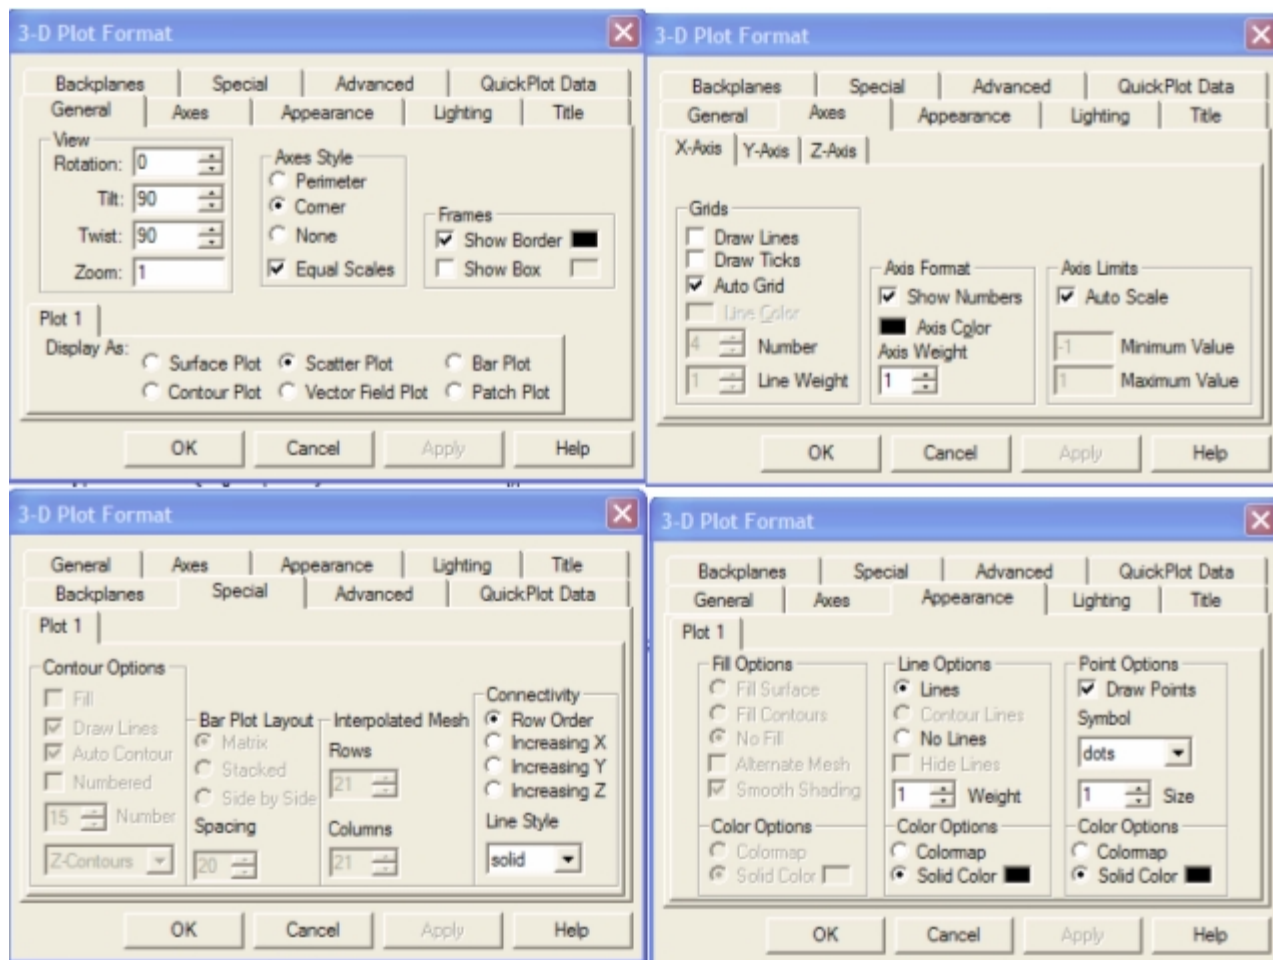 3-D Plot Format
Backplanes Special Advanced QuickPlot Data
General Axes Appearance Lighting Title
View
Rotation: 0
Tilt: 90
Twist: 90
Zoom: 1
Axes Style
Perimeter
Corner
None
Equal Scales
Frames
Show Border
Show Box
Plot 1
Display As:
Surface Plot Scatter Plot Bar Plot
Contour Plot Vector Field Plot Patch Plot
OK Cancel Apply Help
3-D Plot Format
Backplanes Special Advanced QuickPlot Data
General Axes Appearance Lighting Title
X-Axis Y-Axis Z-Axis
Grids
Draw Lines
Draw Ticks
Auto Grid
Line Color
4 Number
1 Line Weight
Axis Format
Show Numbers
Axis Color
Axis Weight
1
Axis Limits
Auto Scale
-1 Minimum Value
1 Maximum Value
OK Cancel Apply Help
3-D Plot Format
General Axes Appearance Lighting Title
Backplanes Special Advanced QuickPlot Data
Plot 1
Contour Options
Fill
Draw Lines
Auto Contour
Numbered
15 Number
Z-Contours
Bar Plot Layout
Matrix
Stacked
Side by Side
Spacing
20
Interpolated Mesh
Rows
21
Columns
21
Connectivity
Row Order
Increasing X
Increasing Y
Increasing Z
Line Style
solid
OK Cancel Apply Help
3-D Plot Format
Backplanes Special Advanced QuickPlot Data
General Axes Appearance Lighting Title
Plot 1
Fill Options
Fill Surface
Fill Contours
No Fill
Alternate Mesh
Smooth Shading
Color Options
Colormap
Solid Color
Line Options
Lines
Contour Lines
No Lines
Hide Lines
1 Weight
Color Options
Colormap
Solid Color
Point Options
Draw Points
Symbol
dots
1 Size
Color Options
Colormap
Solid Color
OK Cancel Apply Help